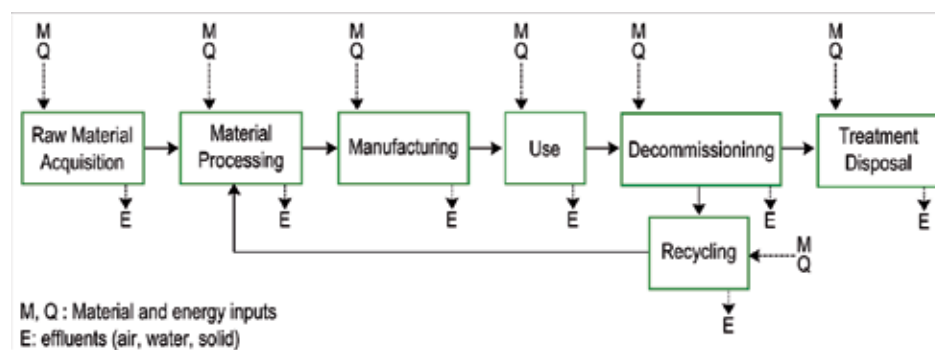 M M M M M M
Q Q Q Q Q Q
Raw Material
Acquisition
Material
Processing
Manufacturing
Use
Decommissioninng
Treatment
Disposal
E E E E E E
Recycling
M
Q
E
M, Q : Material and energy inputs
E: effluents (air, water, solid)